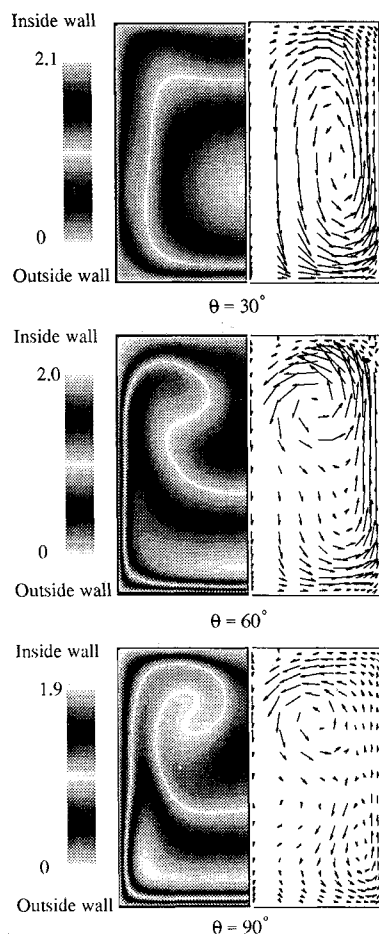 Inside wall
2.1
0
Outside wall
θ = 30°
Inside wall
2.0
0
Outside wall
θ = 60°
Inside wall
1.9
0
Outside wall
θ = 90°